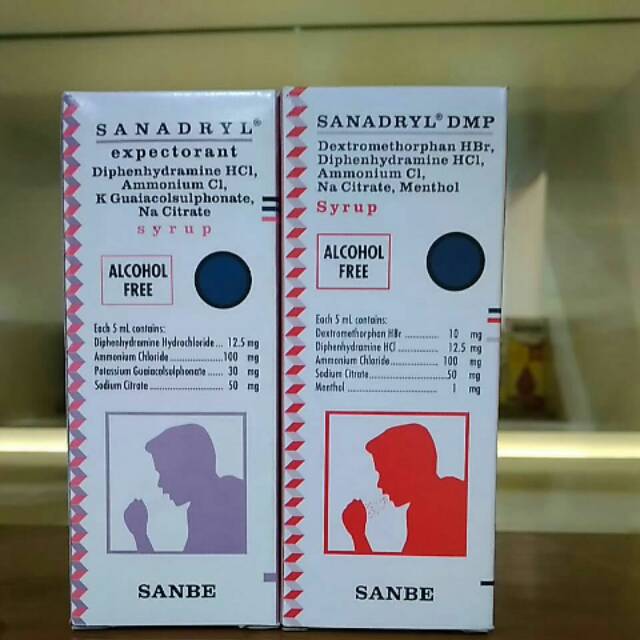 SANADRYL®
expectorant
Diphenhydramine HCl,
Ammonium Cl,
K Guaiacolsulphonate,
Na Citrate
syrup
ALCOHOL
FREE
Each 5 mL contains:
Diphenhydramine Hydrochloride... 12.5 mg
Ammonium Chloride ................ 100 mg
Potassium Guaiacolsulphonate ..... 30 mg
Sodium Citrate ..................... 50 mg
SANBE
SANADRYL® DMP
Dextromethorphan HBr,
Diphenhydramine HCl,
Ammonium Cl,
Na Citrate, Menthol
Syrup
ALCOHOL
FREE
Each 5 mL contains:
Dextromethorphan HBr ........... 10 mg
Diphenhydramine HCl ............. 12.5 mg
Ammonium Chloride................ 100 mg
Sodium Citrate...................... 50 mg
Menthol .............................. 1 mg
SANBE